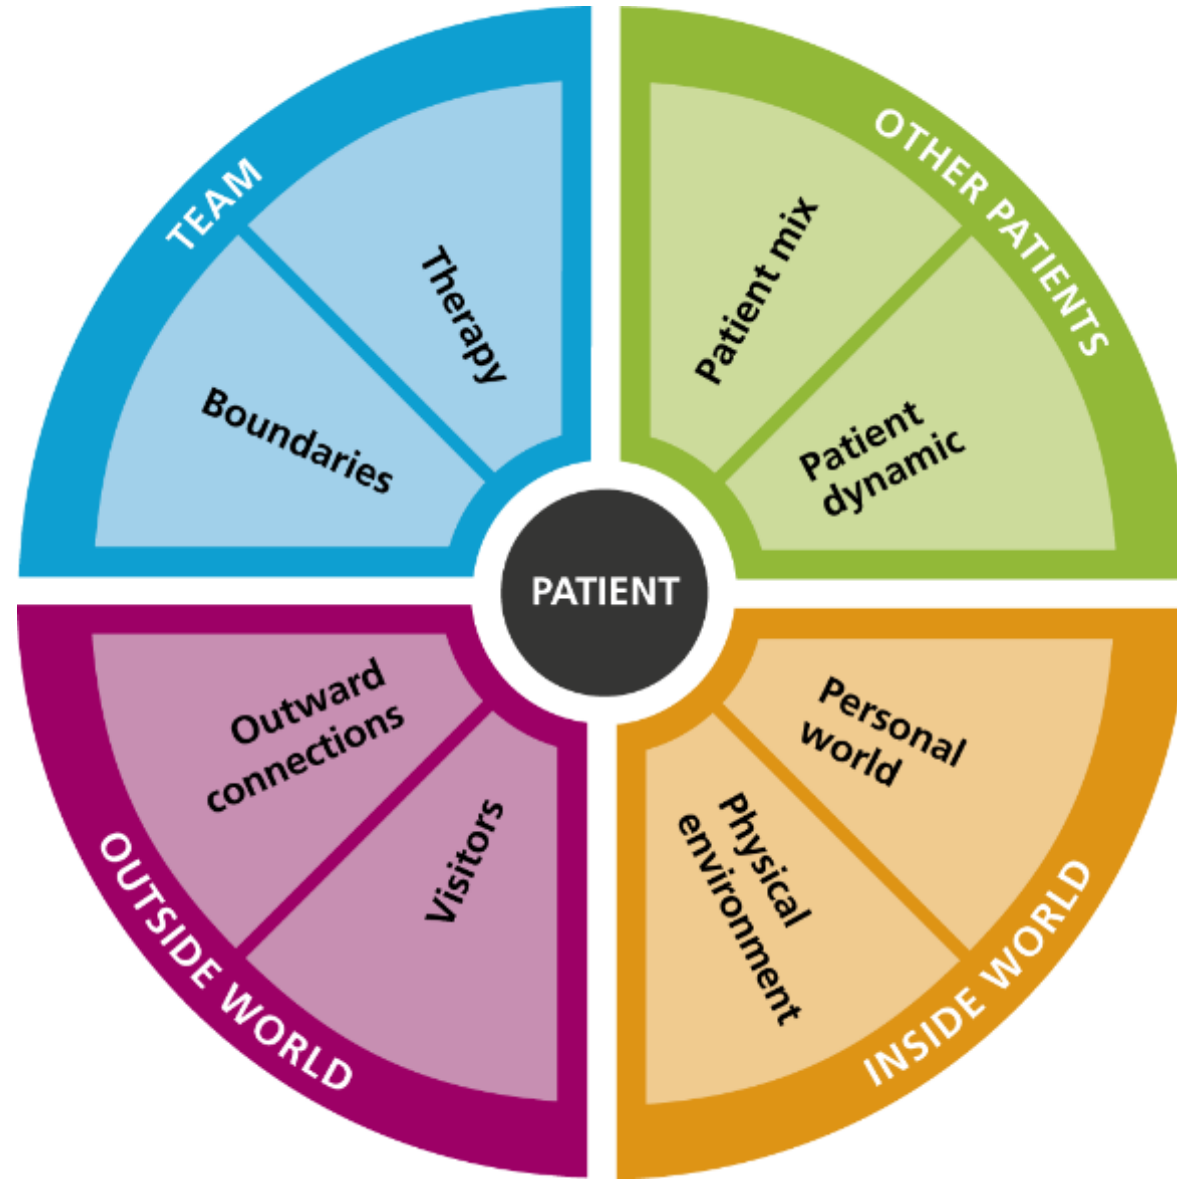 TEAM
Therapy
Boundaries
OTHER PATIENTS
Patient mix
Patient
dynamic
PATIENT
Outward
connections
Visitors
OUTSIDE WORLD
Personal
world
Physical
environment
INSIDE WORLD